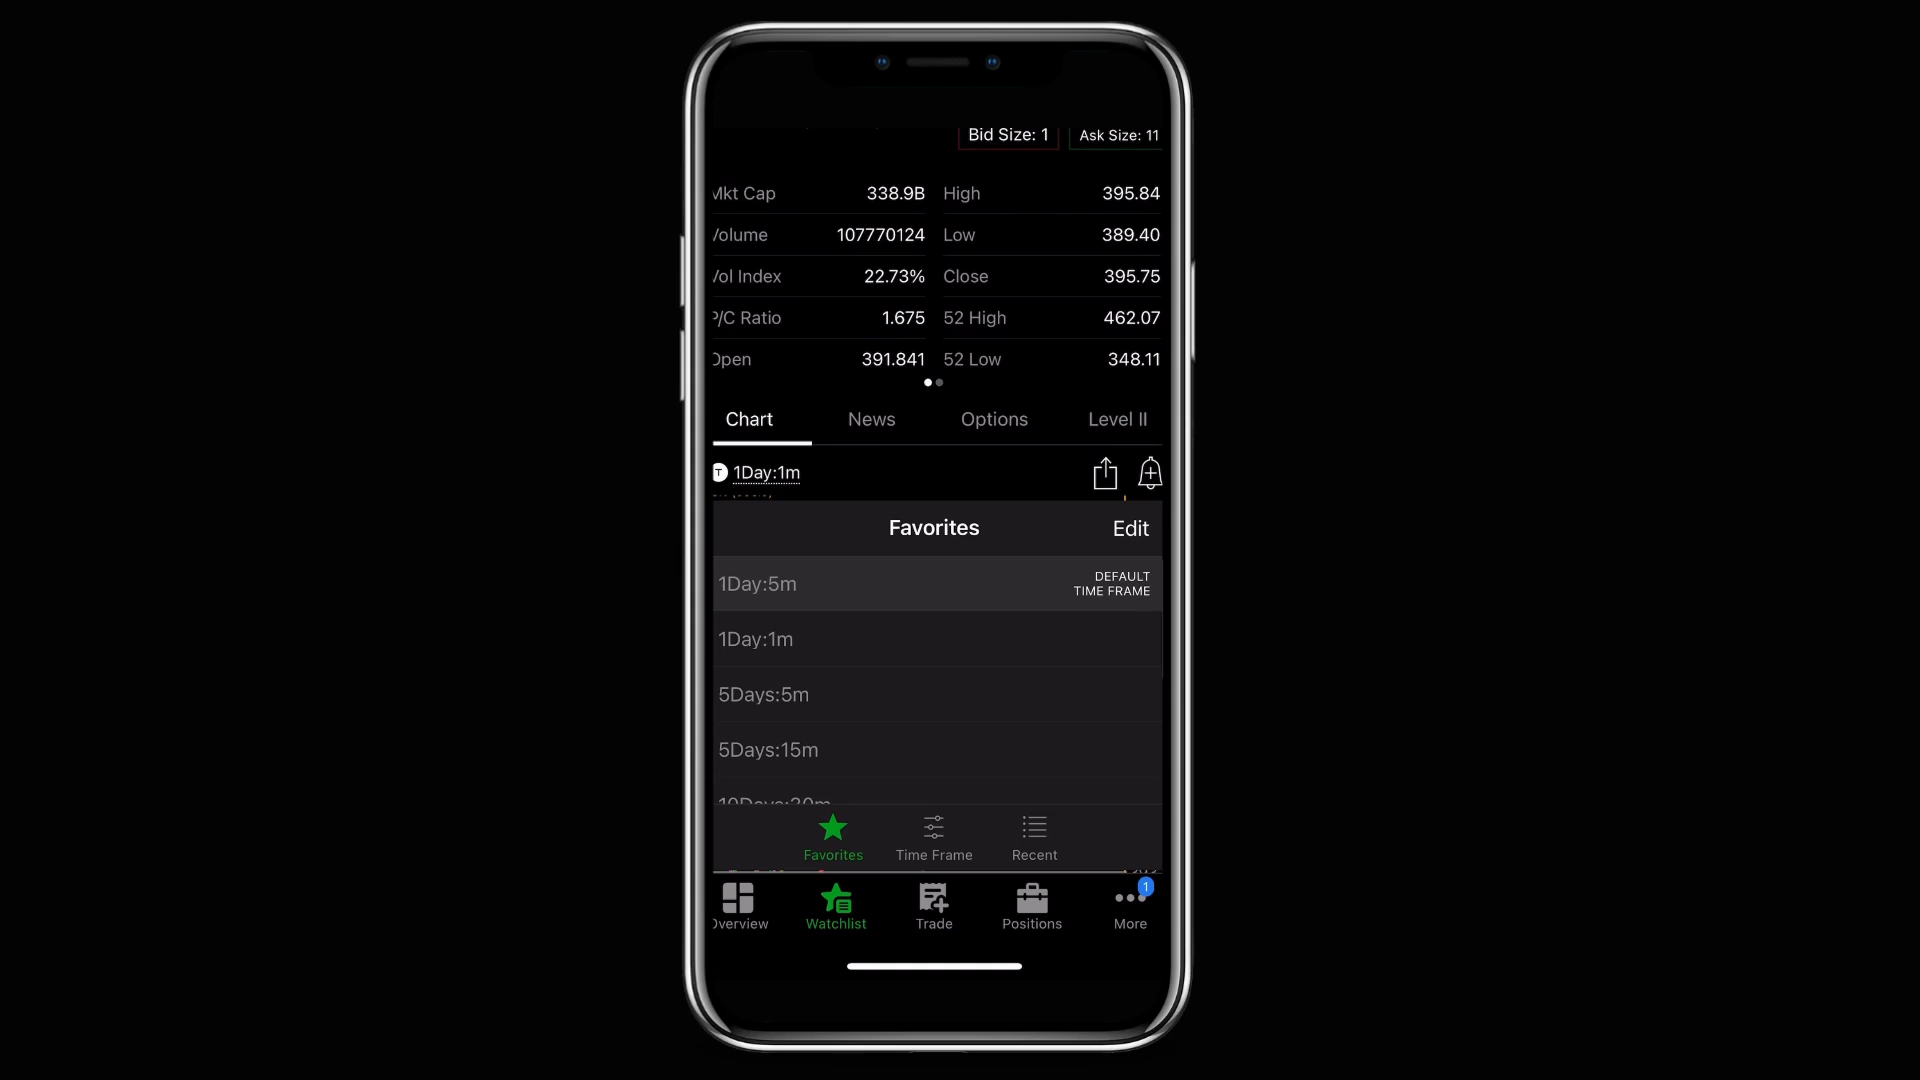 Bid Size: 1 Ask Size: 11
Mkt Cap 338.9B High 395.84
Volume 107770124 Low 389.40
Vol Index 22.73% Close 395.75
P/C Ratio 1.675 52 High 462.07
Open 391.841 52 Low 348.11
Chart News Options Level II
T 1Day:1m
Favorites Edit
1Day:5m DEFAULT
TIME FRAME
1Day:1m
5Days:5m
5Days:15m
10Days:30m
Favorites Time Frame Recent
1
Overview Watchlist Trade Positions More